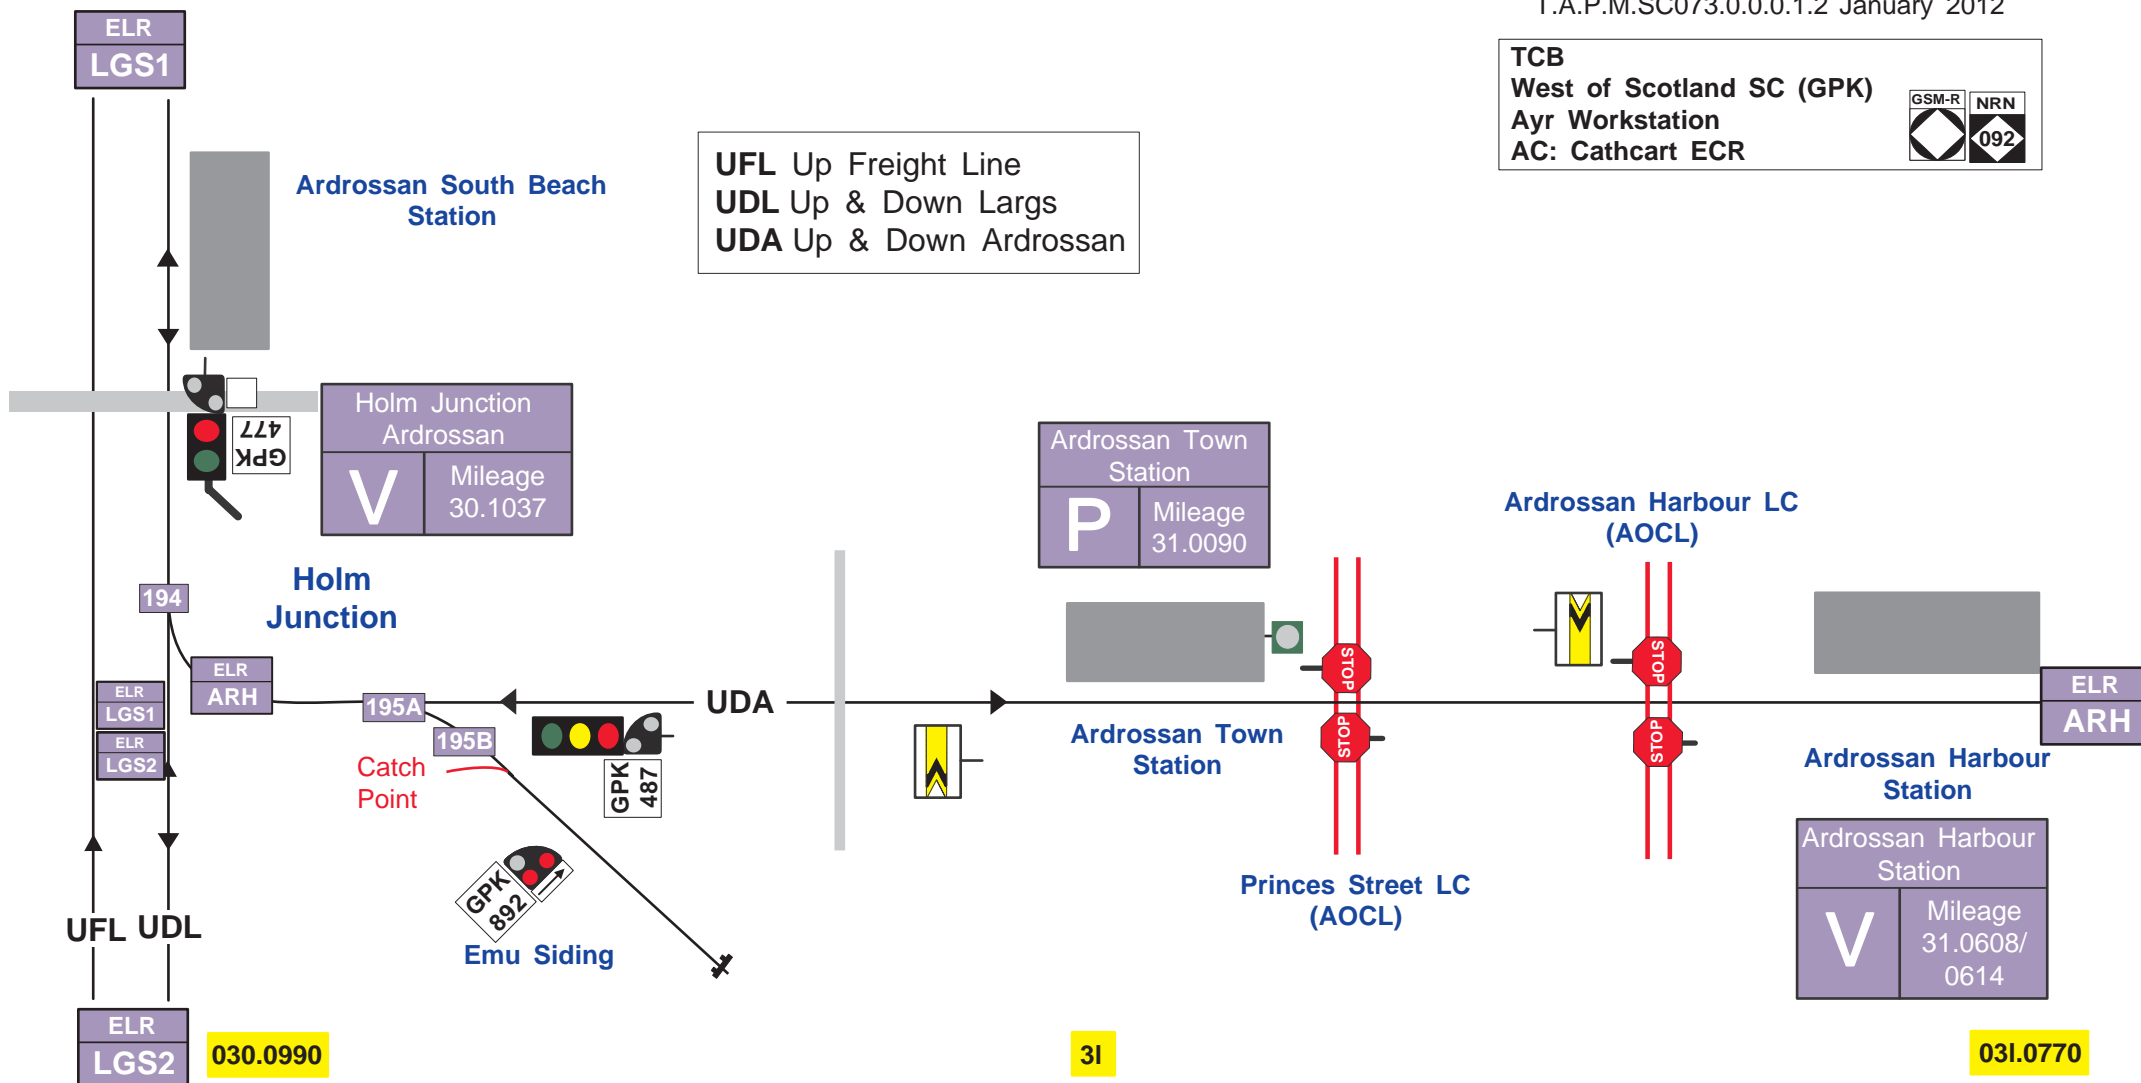 T.A.P.M.SC073.0.0.0.1.2 January 2012
ELR
LGS1
TCB
West of Scotland SC (GPK)
Ayr Workstation
AC: Cathcart ECR
GSM-R
NRN
092
UFL Up Freight Line
UDL Up & Down Largs
UDA Up & Down Ardrossan
Ardrossan South Beach
Station
GPK
477
Holm Junction
Ardrossan
V
Mileage
30.1037
Ardrossan Town
Station
P
Mileage
31.0090
Ardrossan Harbour LC
(AOCL)
Holm
Junction
194
ELR
ARH
ELR
LGS1
ELR
LGS2
195A
195B
UDA
Catch
Point
GPK
487
GPK
892
Emu Siding
STOP
STOP
STOP
STOP
Ardrossan Town
Station
ELR
ARH
Ardrossan Harbour
Station
Princes Street LC
(AOCL)
Ardrossan Harbour
Station
V
Mileage
31.0608/
0614
UFL UDL
ELR
LGS2
030.0990
3l
03l.0770